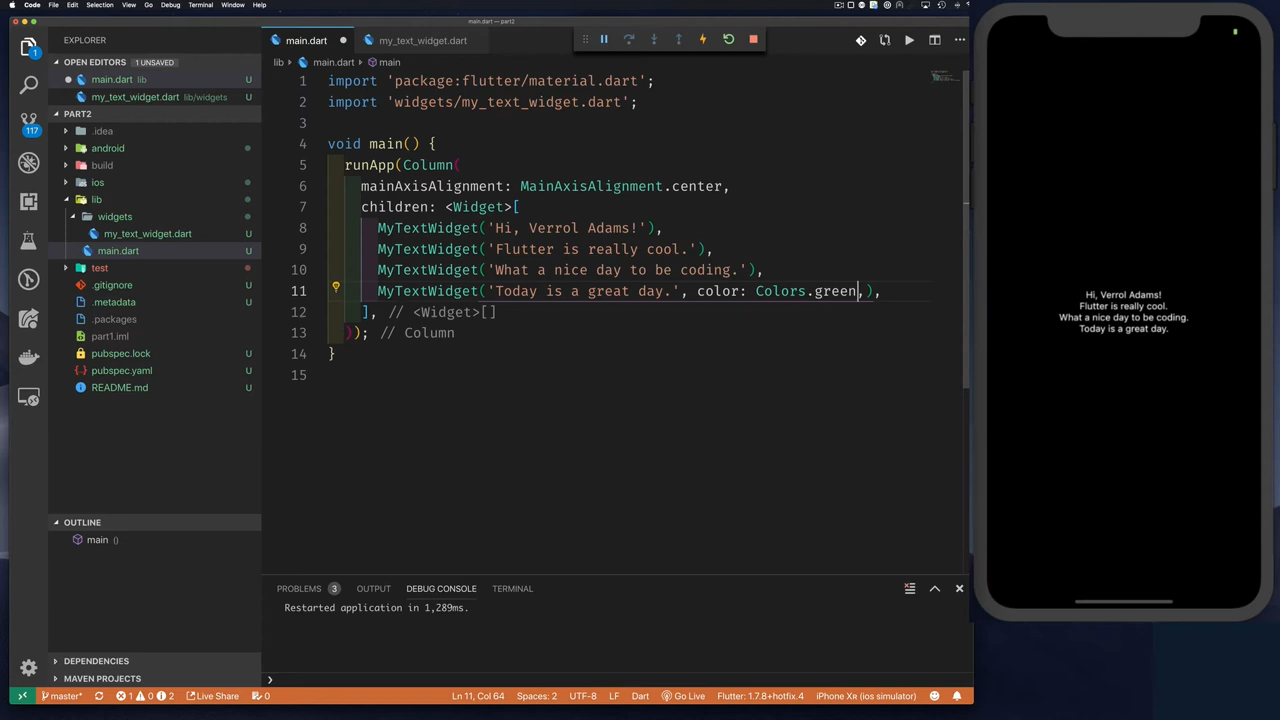 Code File Edit Selection View Go Debug Terminal Window Help
main.dart — part2
EXPLORER
main.dart
my_text_widget.dart
OPEN EDITORS 1 UNSAVED
main.dart lib U
my_text_widget.dart lib/widgets U
PART2
.idea
android
build
ios U
lib
widgets
my_text_widget.dart U
main.dart U
test
.gitignore U
.metadata U
.packages
part1.iml
pubspec.lock U
pubspec.yaml U
README.md U
1
117
lib > main.dart > main
1 import 'package:flutter/material.dart';
2 import 'widgets/my_text_widget.dart';
3
4 void main() {
5 runApp(Column(
6 mainAxisAlignment: MainAxisAlignment.center,
7 children: <Widget>[
8 MyTextWidget('Hi, Verrol Adams!'),
9 MyTextWidget('Flutter is really cool.'),
10 MyTextWidget('What a nice day to be coding.'),
11 MyTextWidget('Today is a great day.', color: Colors.green,),
12 ], // <Widget>[]
13 )); // Column
14 }
15
Hi, Verrol Adams!
Flutter is really cool.
What a nice day to be coding.
Today is a great day.
OUTLINE
main ()
DEPENDENCIES
MAVEN PROJECTS
PROBLEMS 3 OUTPUT DEBUG CONSOLE TERMINAL
Restarted application in 1,289ms.
master* 1 0 2 Live Share 0 Ln 11, Col 64 Spaces: 2 UTF-8 LF Dart Go Live Flutter: 1.7.8+hotfix.4 iPhone Xʀ (ios simulator)